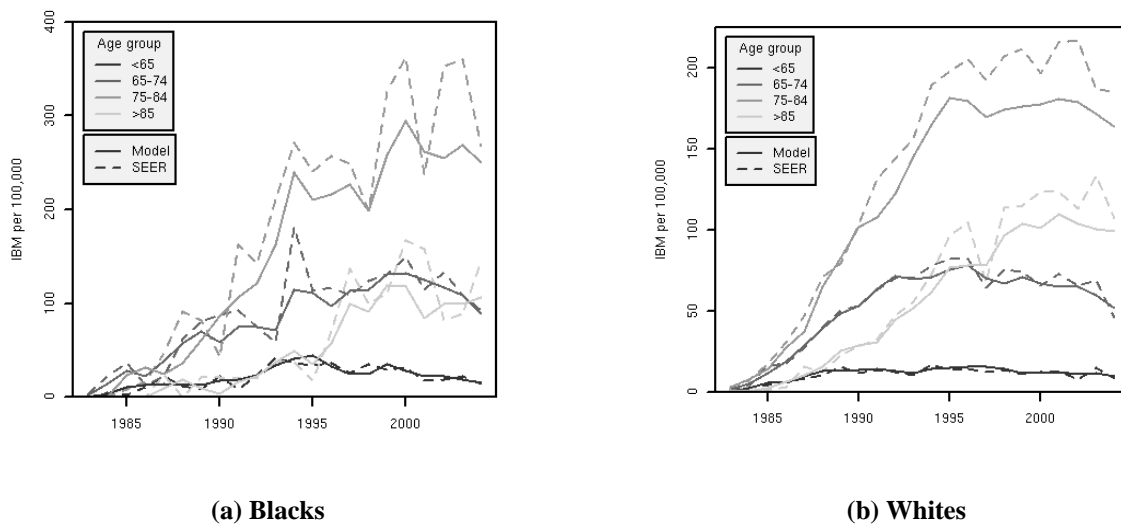 400
300
200
100
0
IBM per 100,000
Age group
<65
65-74
75-84
>85
Model
SEER
1985
1990
1995
2000
(a) Blacks
200
150
100
50
0
IBM per 100,000
Age group
<65
65-74
75-84
>85
Model
SEER
1985
1990
1995
2000
(b) Whites